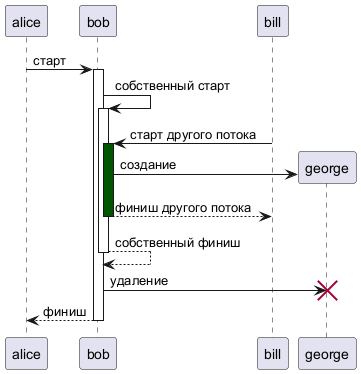 alice bob bill
старт
собственный старт
старт другого потока
создание
george
финиш другого потока
собственный финиш
удаление
финиш
alice bob bill george